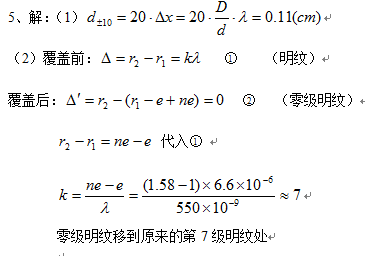 5、解：（1）d±10 = 20·Δx = 20·D/d·λ = 0.11(cm)
（2）覆盖前：Δ = r₂ − r₁ = kλ ① （明纹）
覆盖后：Δ′ = r₂ − (r₁ − e + ne) = 0 ② （零级明纹）
r₂ − r₁ = ne − e 代入①
k = (ne − e)/λ = (1.58 − 1)×6.6×10⁻⁶/550×10⁻⁹ ≈ 7
零级明纹移到原来的第 7 级明纹处